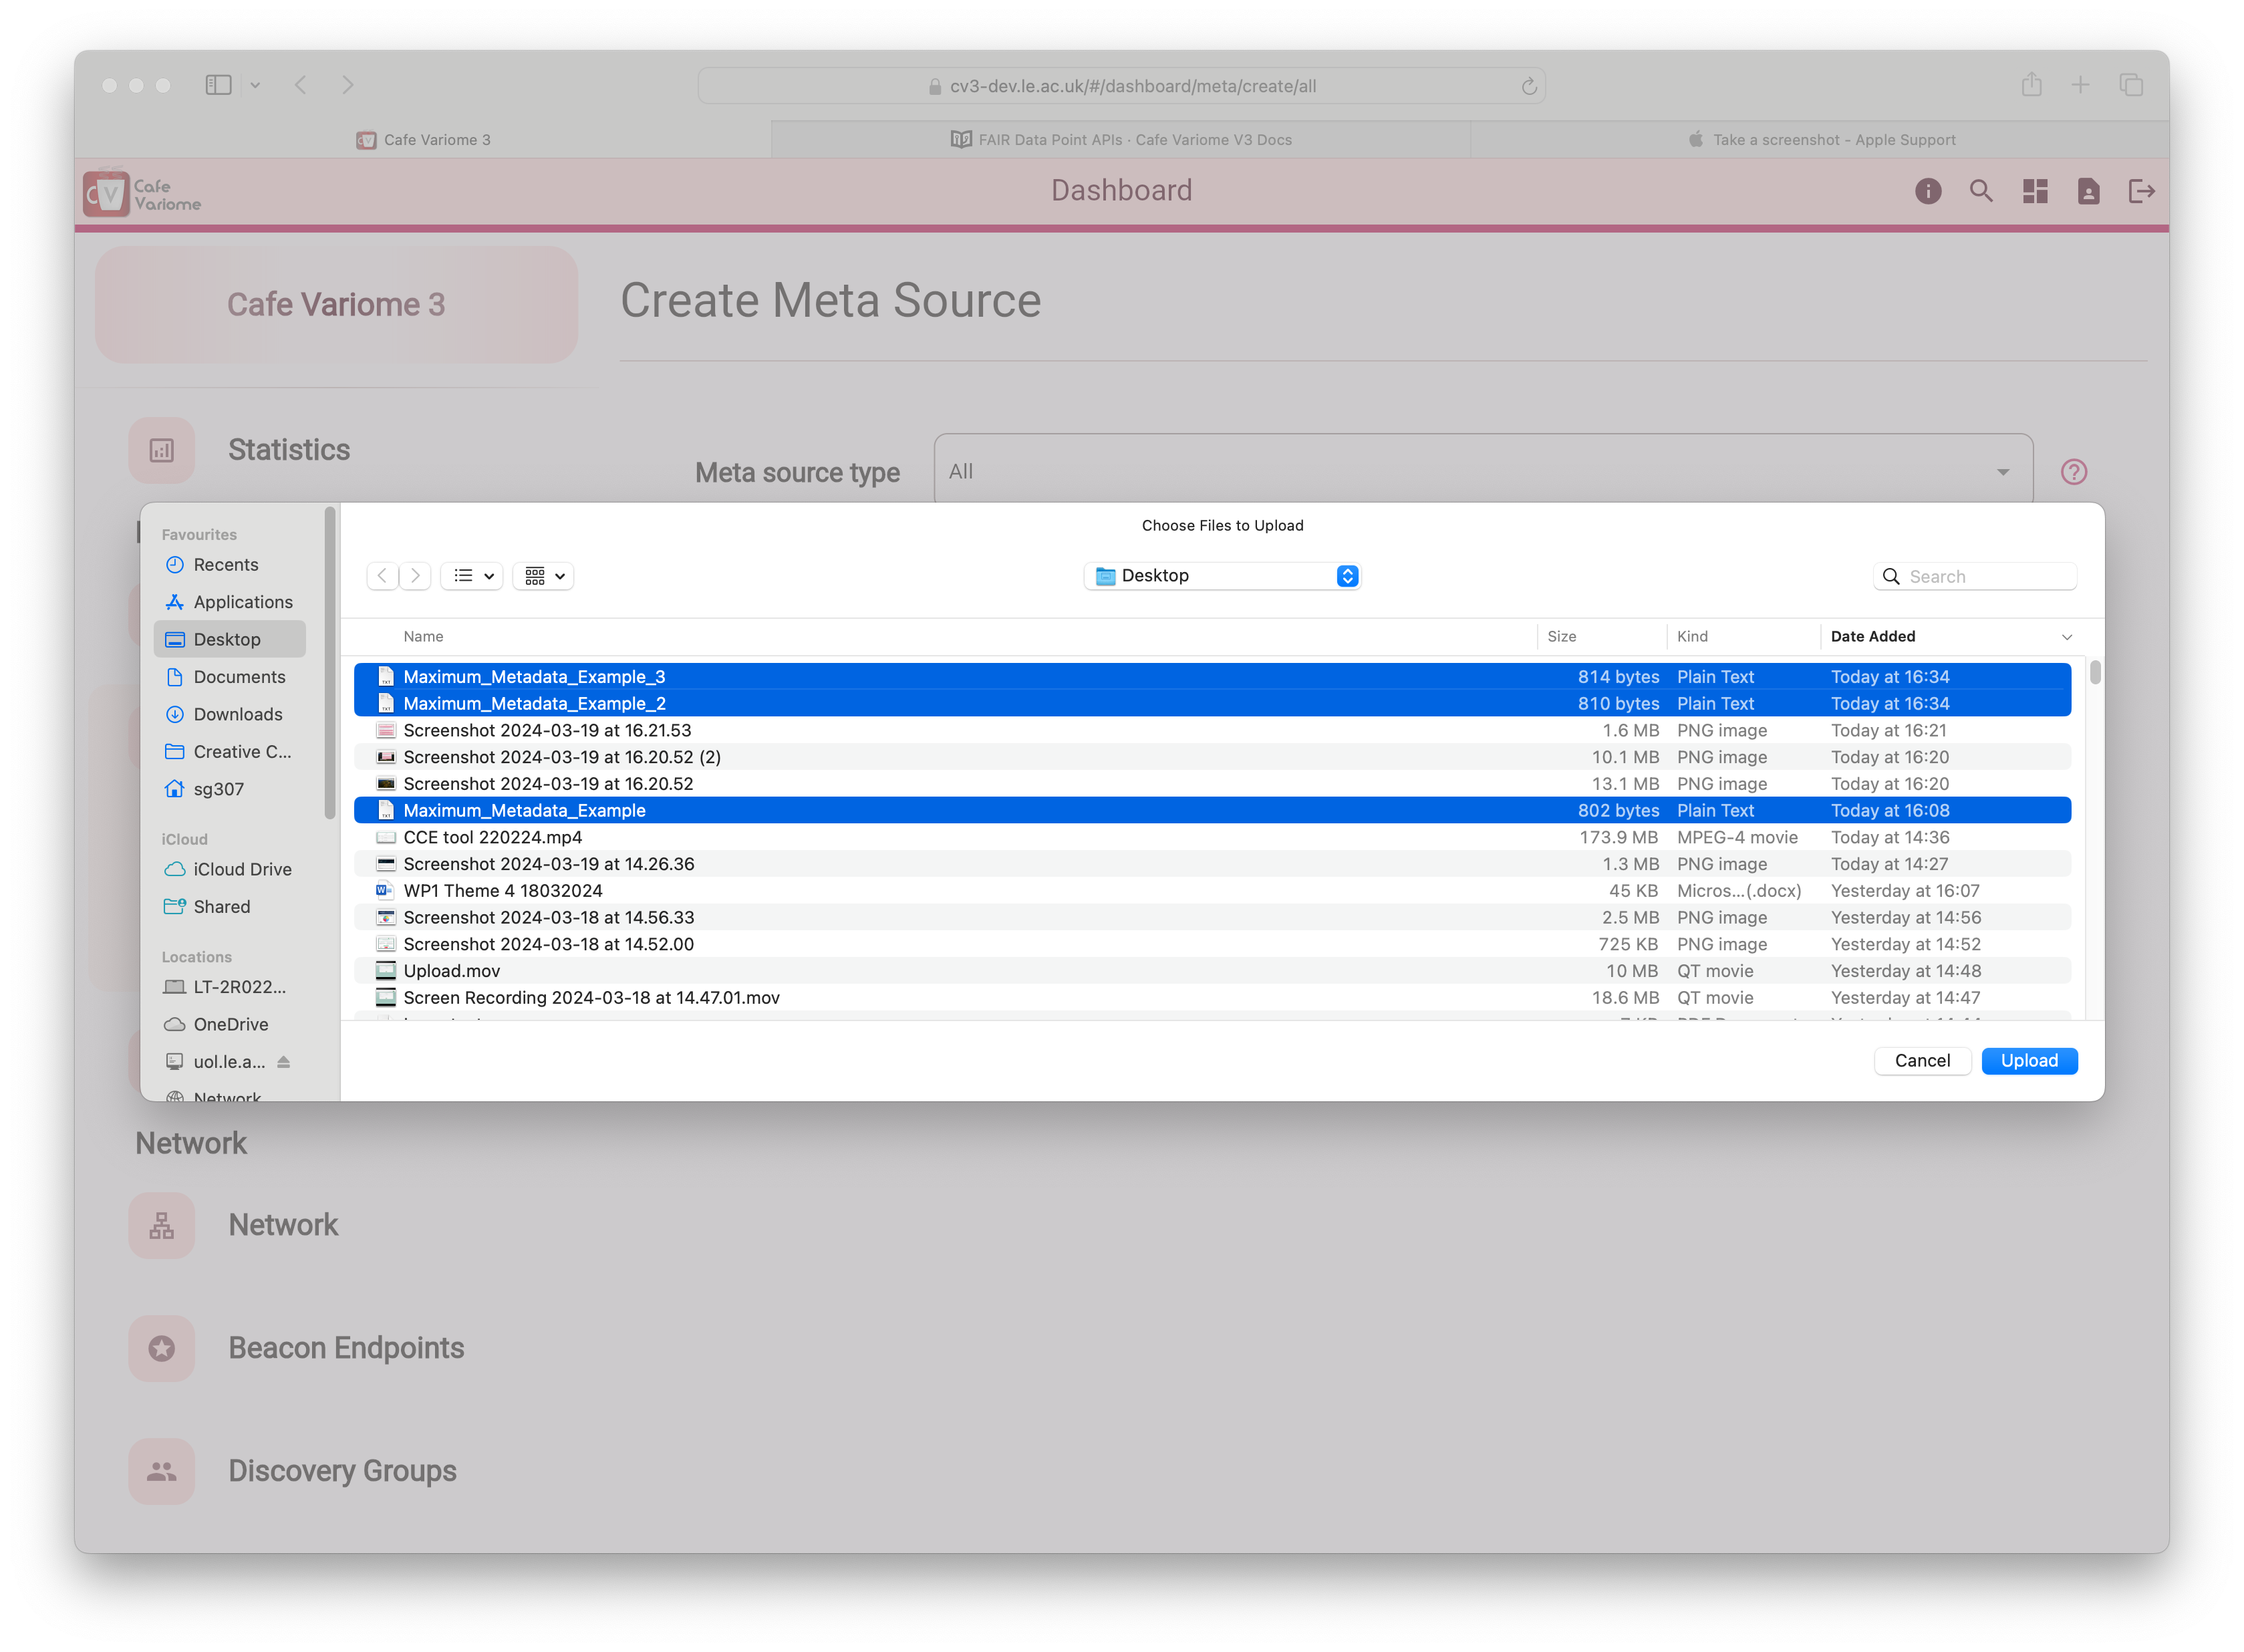 cv3-dev.le.ac.uk/#/dashboard/meta/create/all
Cafe Variome 3
FAIR Data Point APIs · Cafe Variome V3 Docs
Take a screenshot - Apple Support
CV
Cafe
Variome
Dashboard
Cafe Variome 3
Create Meta Source
Statistics
Meta source type
All
Choose Files to Upload
Favourites
Recents
Applications
Desktop
Documents
Downloads
Creative C...
sg307
iCloud
iCloud Drive
Shared
Locations
LT-2R022...
OneDrive
uol.le.a...
Network
Desktop
Search
Name Size Kind Date Added
Maximum_Metadata_Example_3 814 bytes Plain Text Today at 16:34
Maximum_Metadata_Example_2 810 bytes Plain Text Today at 16:34
Screenshot 2024-03-19 at 16.21.53 1.6 MB PNG image Today at 16:21
Screenshot 2024-03-19 at 16.20.52 (2) 10.1 MB PNG image Today at 16:20
Screenshot 2024-03-19 at 16.20.52 13.1 MB PNG image Today at 16:20
Maximum_Metadata_Example 802 bytes Plain Text Today at 16:08
CCE tool 220224.mp4 173.9 MB MPEG-4 movie Today at 14:36
Screenshot 2024-03-19 at 14.26.36 1.3 MB PNG image Today at 14:27
WP1 Theme 4 18032024 45 KB Micros...(.docx) Yesterday at 16:07
Screenshot 2024-03-18 at 14.56.33 2.5 MB PNG image Yesterday at 14:56
Screenshot 2024-03-18 at 14.52.00 725 KB PNG image Yesterday at 14:52
Upload.mov 10 MB QT movie Yesterday at 14:48
Screen Recording 2024-03-18 at 14.47.01.mov 18.6 MB QT movie Yesterday at 14:47
Cancel
Upload
Network
Network
Beacon Endpoints
Discovery Groups